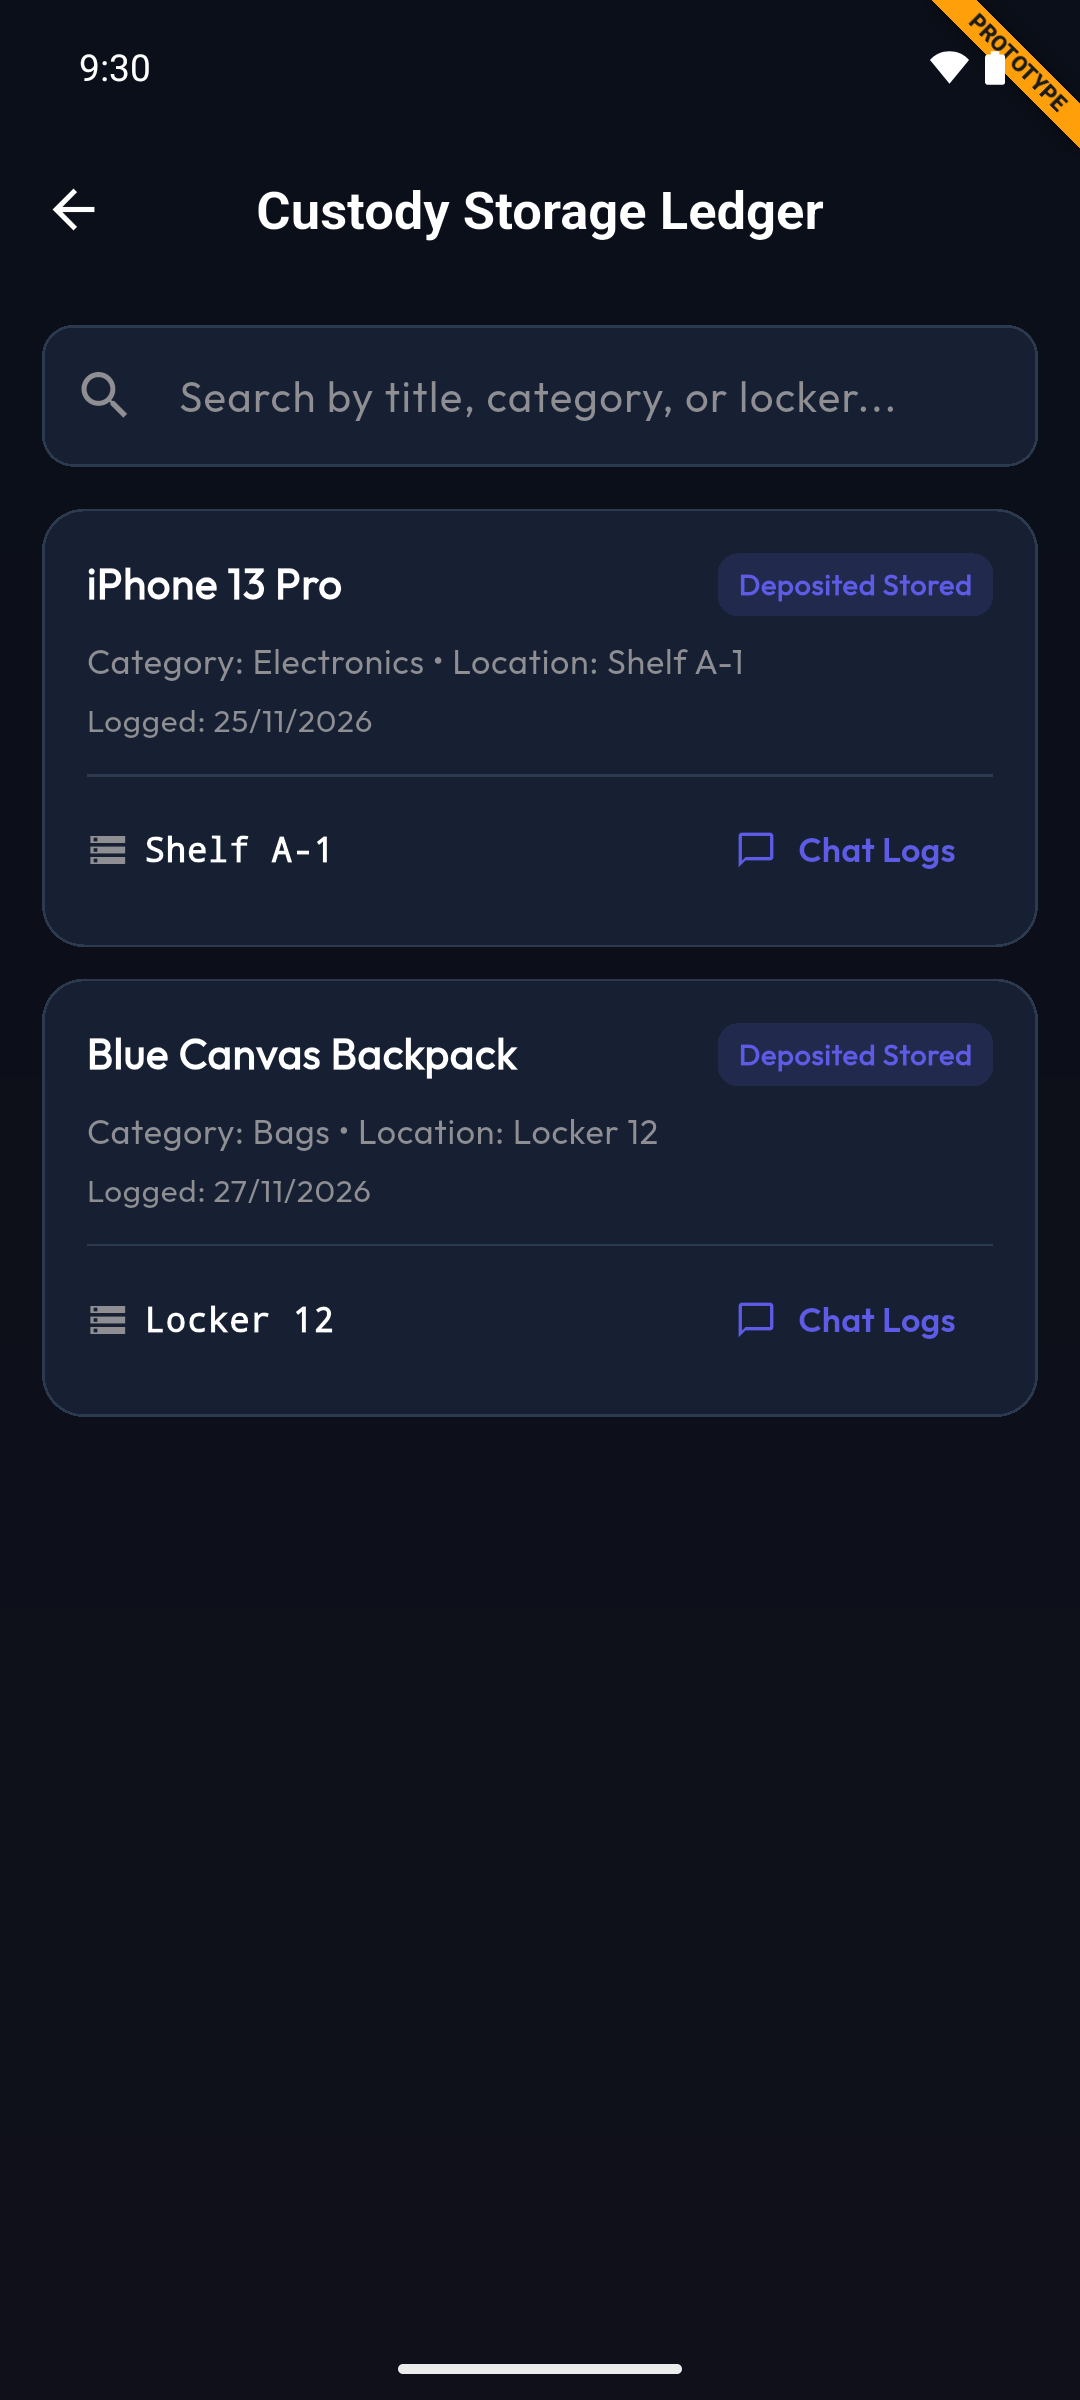 9:30
PROTOTYPE
Custody Storage Ledger
Search by title, category, or locker...
iPhone 13 Pro
Deposited Stored
Category: Electronics • Location: Shelf A-1
Logged: 25/11/2026
Shelf A-1
Chat Logs
Blue Canvas Backpack
Deposited Stored
Category: Bags • Location: Locker 12
Logged: 27/11/2026
Locker 12
Chat Logs